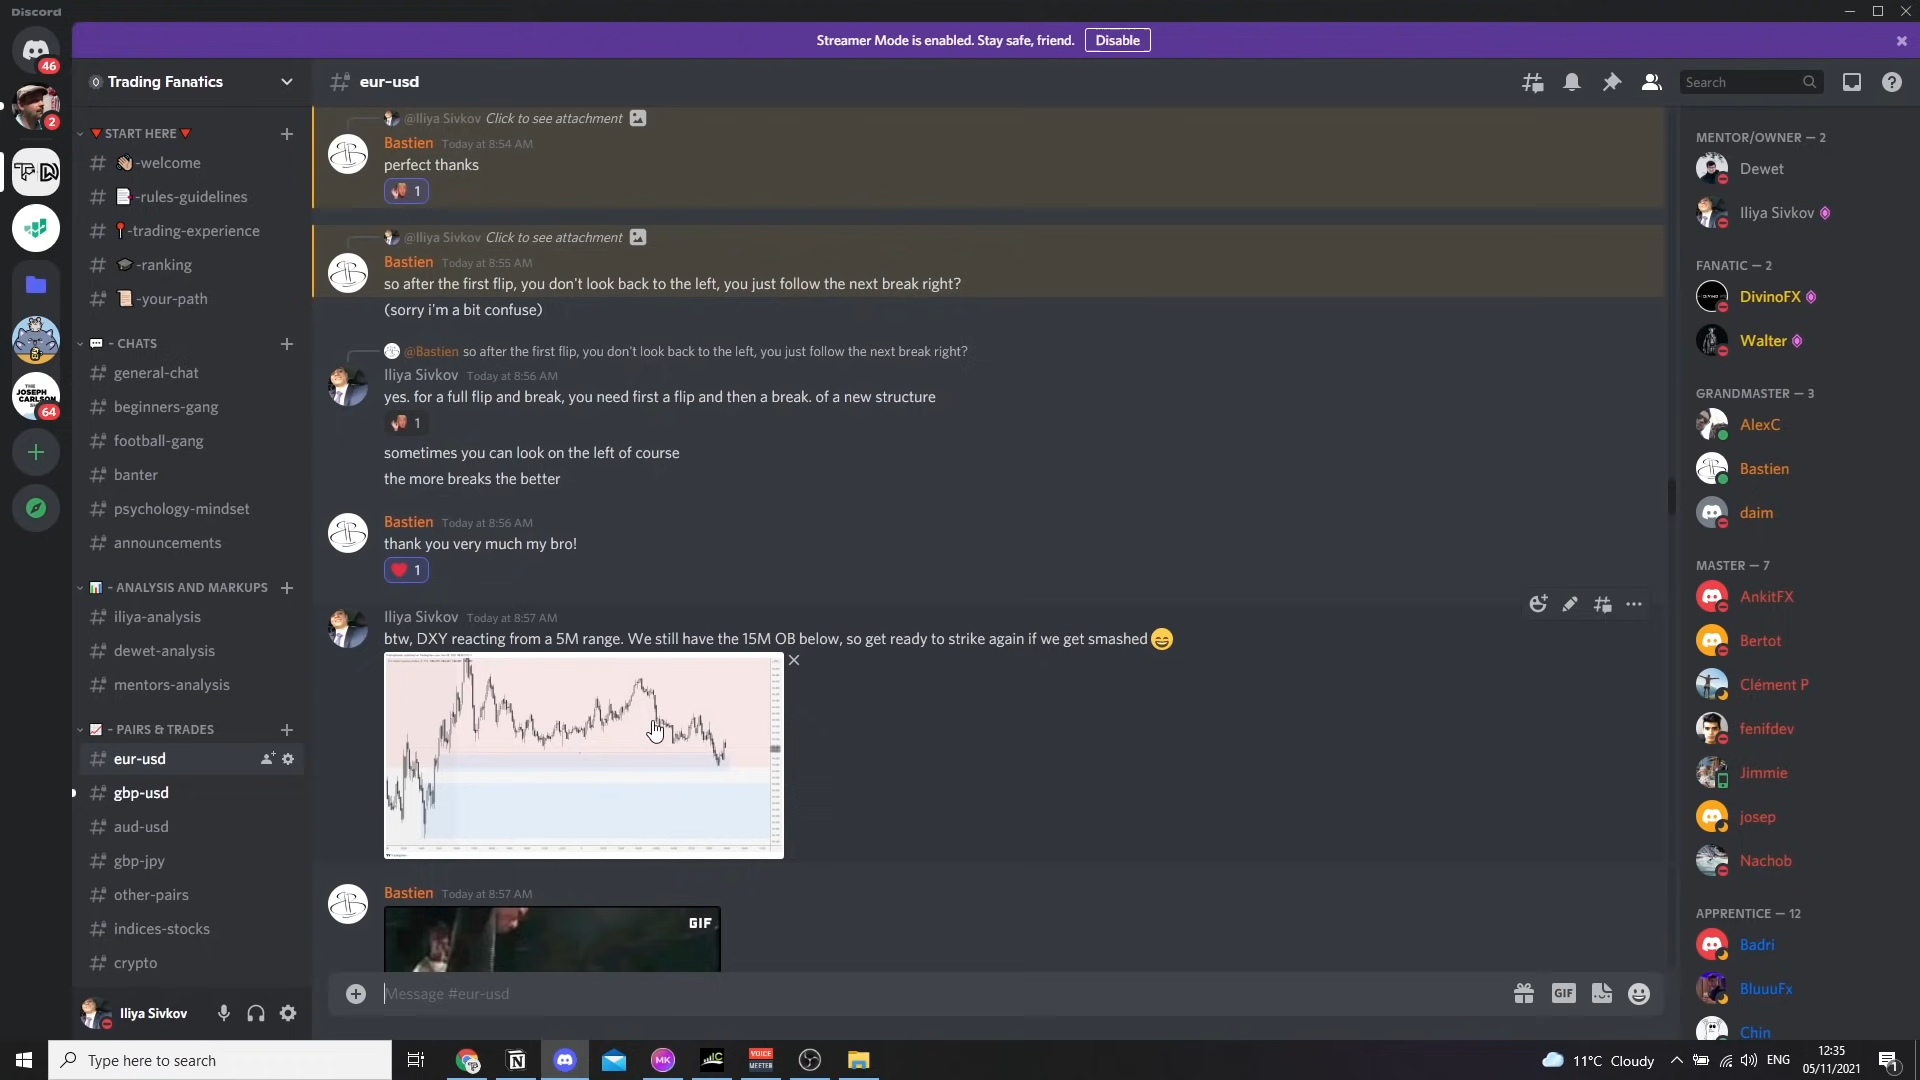 Discord
Streamer Mode is enabled. Stay safe, friend.
Disable
46
2
64
THE
JOSEPH
CARLSON
Trading Fanatics
START HERE
-welcome
-rules-guidelines
-trading-experience
-ranking
-your-path
- CHATS
general-chat
beginners-gang
football-gang
banter
psychology-mindset
announcements
- ANALYSIS AND MARKUPS
iliya-analysis
dewet-analysis
mentors-analysis
- PAIRS & TRADES
eur-usd
gbp-usd
aud-usd
gbp-jpy
other-pairs
indices-stocks
crypto
Iliya Sivkov
eur-usd
Search
@Iliya Sivkov Click to see attachment
Bastien Today at 8:54 AM
perfect thanks
1
@Iliya Sivkov Click to see attachment
Bastien Today at 8:55 AM
so after the first flip, you don't look back to the left, you just follow the next break right?
(sorry i'm a bit confuse)
@Bastien so after the first flip, you don't look back to the left, you just follow the next break right?
Iliya Sivkov Today at 8:56 AM
yes. for a full flip and break, you need first a flip and then a break. of a new structure
1
sometimes you can look on the left of course
the more breaks the better
Bastien Today at 8:56 AM
thank you very much my bro!
1
Iliya Sivkov Today at 8:57 AM
btw, DXY reacting from a 5M range. We still have the 15M OB below, so get ready to strike again if we get smashed
Bastien Today at 8:57 AM
GIF
Message #eur-usd
GIF
MENTOR/OWNER — 2
Dewet
Iliya Sivkov
FANATIC — 2
DivinoFX
Walter
GRANDMASTER — 3
AlexC
Bastien
daim
MASTER — 7
AnkitFX
Bertot
Clément P
fenifdev
Jimmie
josep
Nachob
APPRENTICE — 12
Badri
BluuuFx
Chin
Type here to search
MK
VOICE
MEETER
11°C Cloudy
ENG
12:35
05/11/2021
1